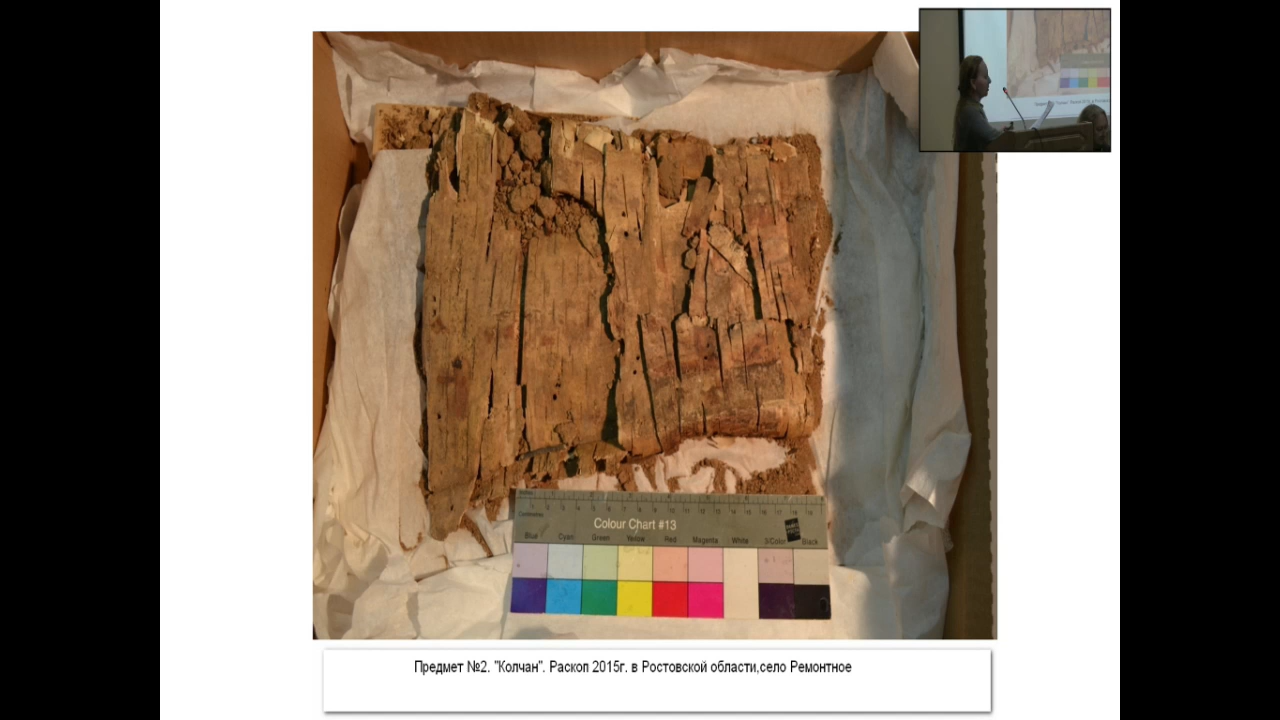 Colour Chart #13
Blue Cyan Green Yellow Red Magenta White 3/Color Black
Предмет №2. "Колчан". Раскоп 2015г. в Ростовской области,село Ремонтное